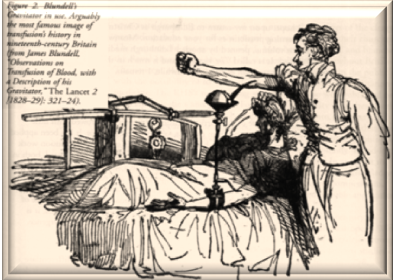 Figure 2. Blundell's
Gravitator in use. Arguably
the most famous image of
transfusion's history in
nineteenth-century Britain
(from James Blundell,
"Observations on
Transfusion of Blood, with
a Description of his
Gravitator," The Lancet 2
[1828–29]: 321–24).